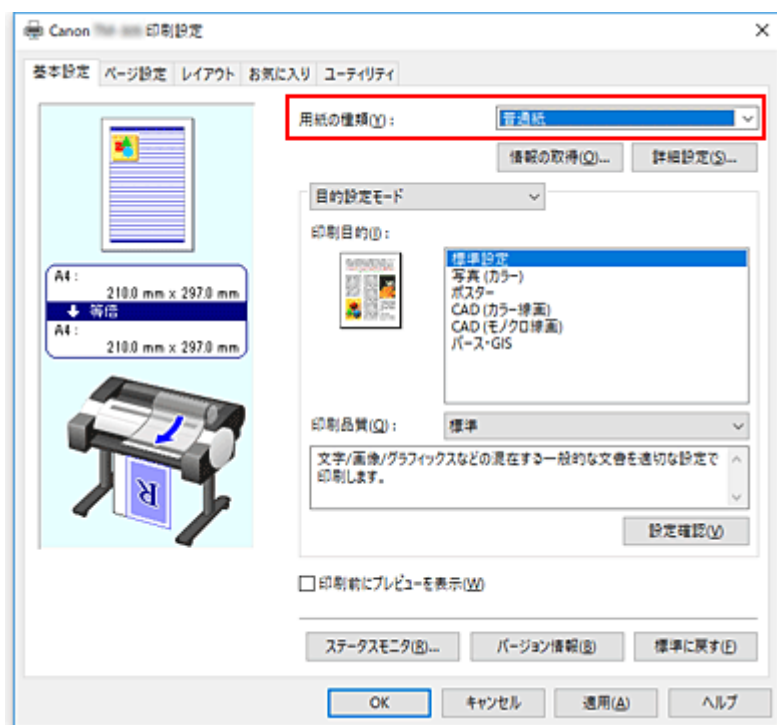 Canon 印刷設定
基本設定 ページ設定 レイアウト お気に入り ユーティリティ
用紙の種類(Y): 普通紙
情報の取得(O)... 詳細設定(S)...
目的設定モード
印刷目的(I):
標準設定
写真 (カラー)
ポスター
CAD (カラー線画)
CAD (モノクロ線画)
パース・GIS
A4 :
210.0 mm x 297.0 mm
等倍
A4 :
210.0 mm x 297.0 mm
R
印刷品質(Q): 標準
文字/画像/グラフィックスなどの混在する一般的な文書を適切な設定で
印刷します。
設定確認(V)
印刷前にプレビューを表示(W)
ステータスモニタ(R)... バージョン情報(B) 標準に戻す(F)
OK キャンセル 適用(A) ヘルプ